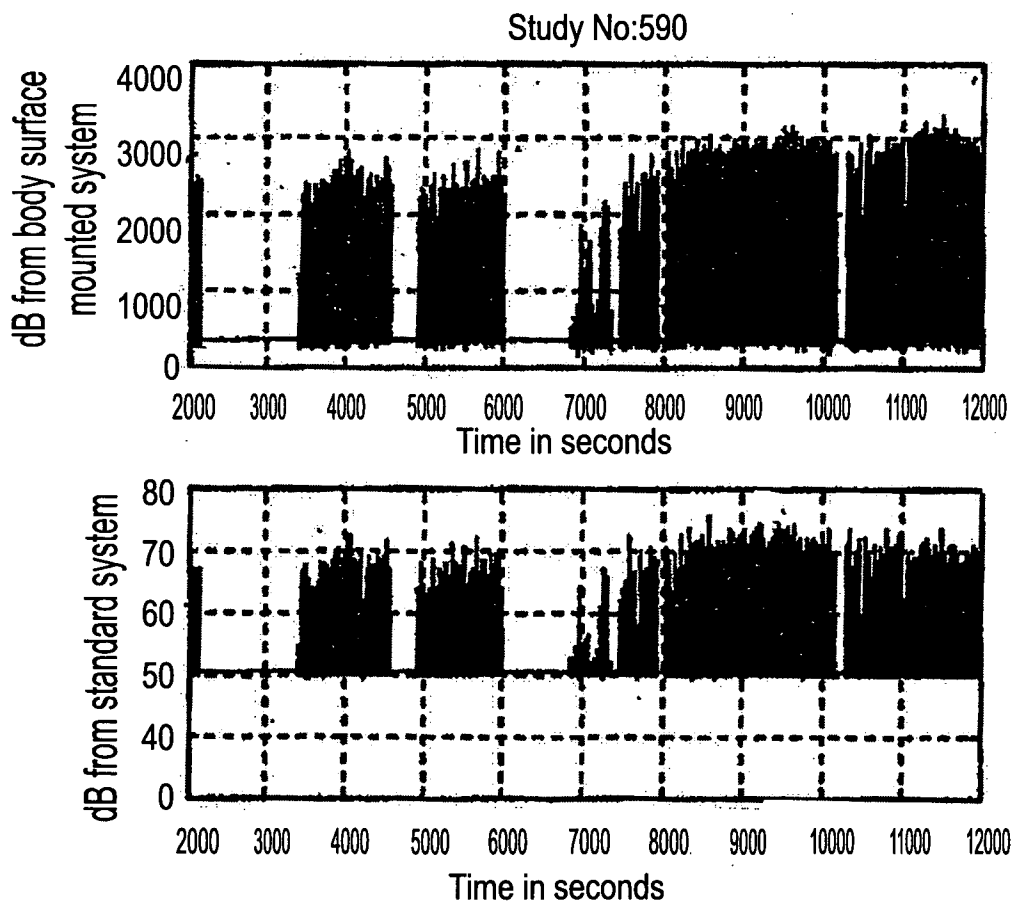 Study No:590
dB from body surface
mounted system
4000
3000
2000
1000
0
2000 3000 4000 5000 6000 7000 8000 9000 10000 11000 12000
Time in seconds
dB from standard system
80
70
60
50
40
0
2000 3000 4000 5000 6000 7000 8000 9000 10000 11000 12000
Time in seconds